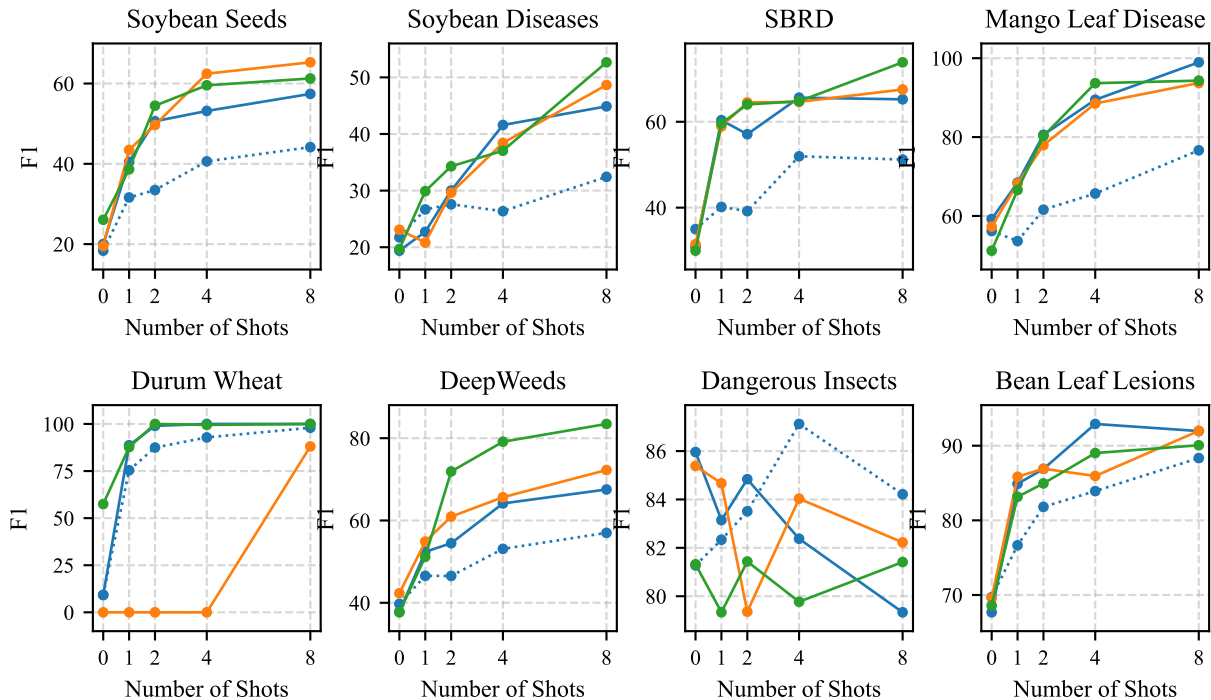 Soybean Seeds
60
40
20
F1
0 1 2 4 8
Number of Shots
Soybean Diseases
50
40
30
20
F1
0 1 2 4 8
Number of Shots
SBRD
60
40
F1
0 1 2 4 8
Number of Shots
Mango Leaf Disease
100
80
60
F1
0 1 2 4 8
Number of Shots
Durum Wheat
100
75
50
25
0
F1
0 1 2 4 8
Number of Shots
DeepWeeds
80
60
40
F1
0 1 2 4 8
Number of Shots
Dangerous Insects
86
84
82
80
F1
0 1 2 4 8
Number of Shots
Bean Leaf Lesions
90
80
70
F1
0 1 2 4 8
Number of Shots